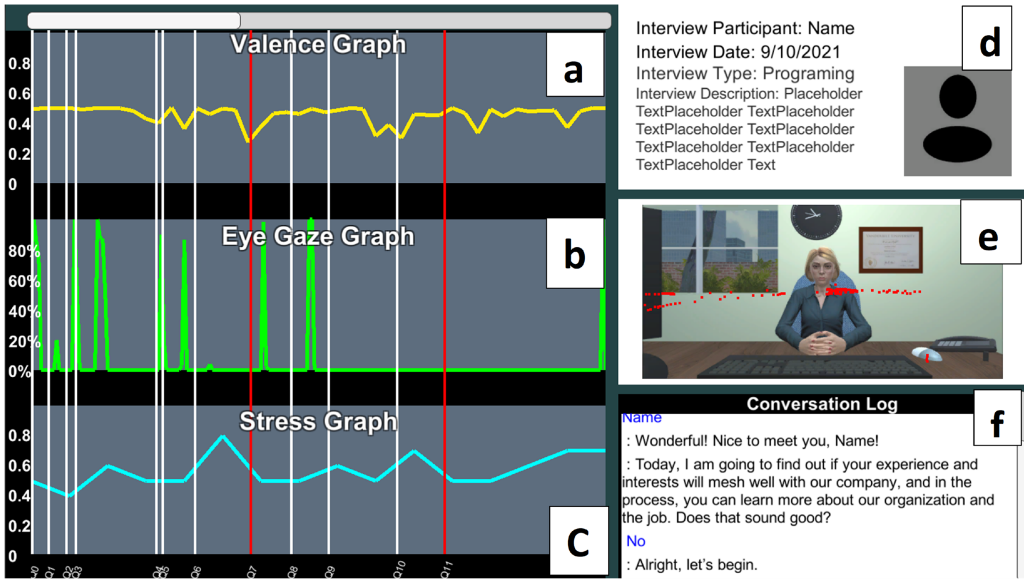 Valence Graph
a
0.8
0.6
0.4
0.2
0
Eye Gaze Graph
b
80%
60%
40%
20%
0%
Stress Graph
0.8
0.6
0.4
0.2
0
C
Q1
Q2
Q3
Q6
Q7
Q8
Q9
Q10
Q11
Interview Participant: Name
Interview Date: 9/10/2021
Interview Type: Programing
Interview Description: Placeholder
TextPlaceholder TextPlaceholder
TextPlaceholder TextPlaceholder
TextPlaceholder TextPlaceholder
TextPlaceholder Text
d
e
Conversation Log
f
Name
: Wonderful! Nice to meet you, Name!
: Today, I am going to find out if your experience and
interests will mesh well with our company, and in the
process, you can learn more about our organization and
the job. Does that sound good?
No
: Alright, let's begin.